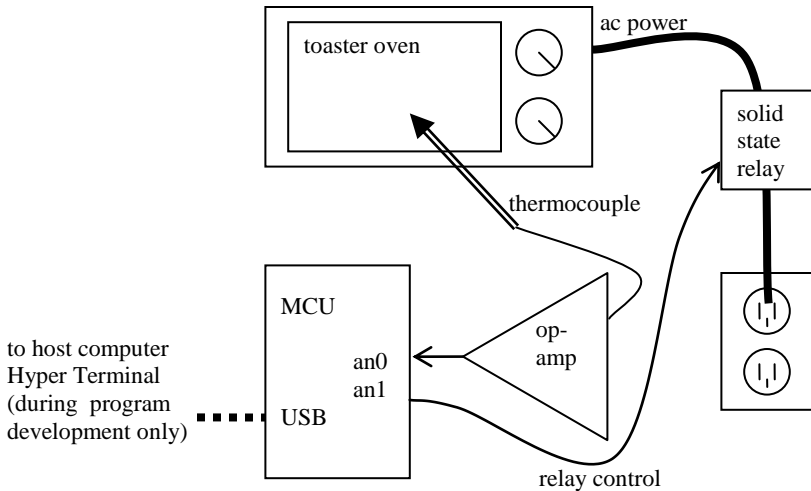 ac power
toaster oven
solid
state
relay
thermocouple
MCU
op-
amp
an0
an1
USB
to host computer
Hyper Terminal
(during program
development only)
relay control